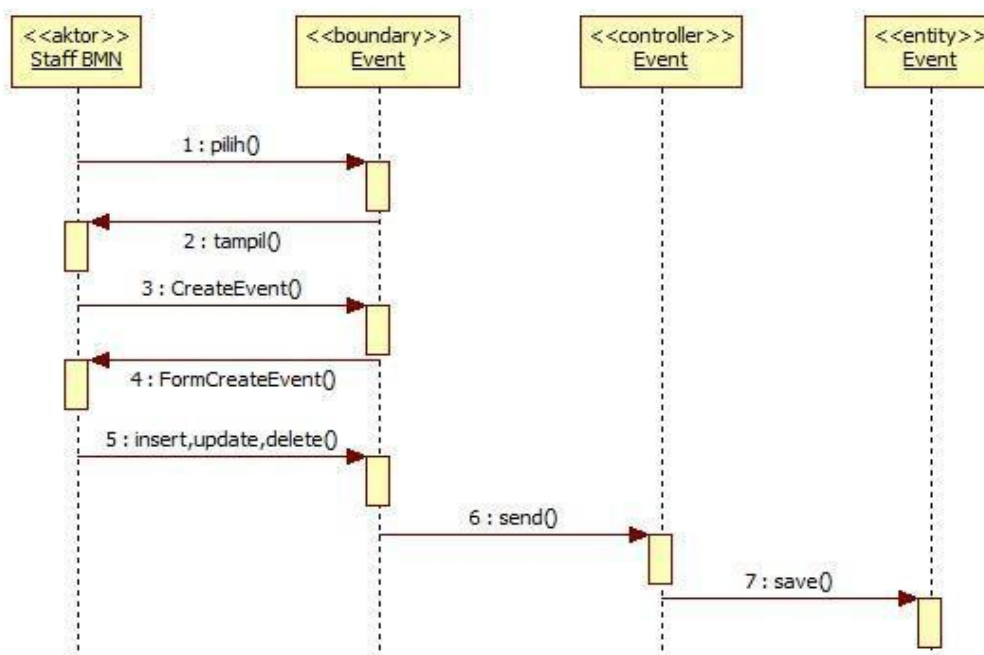 <<aktor>>
Staff BMN
<<boundary>>
Event
<<controller>>
Event
<<entity>>
Event
1 : pilih()
2 : tampil()
3 : CreateEvent()
4 : FormCreateEvent()
5 : insert,update,delete()
6 : send()
7 : save()